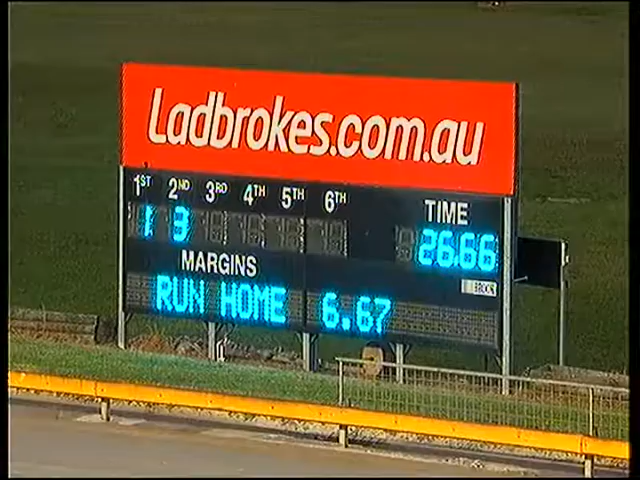 Ladbrokes.com.au
1ST 2ND 3RD 4TH 5TH 6TH TIME
1 3 26.66
MARGINS
RUN HOME 6.67